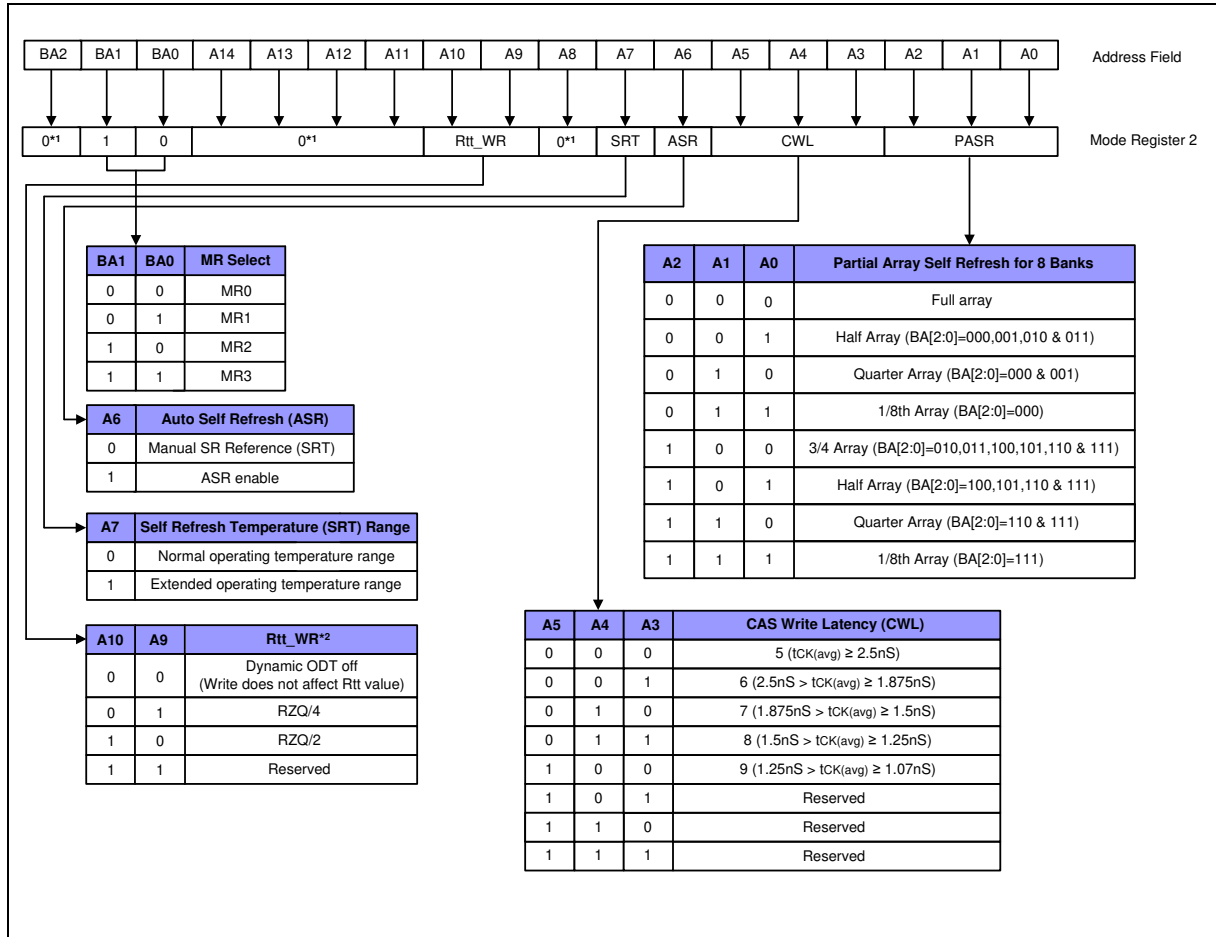 BA2 BA1 BA0 A14 A13 A12 A11 A10 A9 A8 A7 A6 A5 A4 A3 A2 A1 A0 Address Field
0*1 1 0 0*1 Rtt_WR 0*1 SRT ASR CWL PASR Mode Register 2
BA1 BA0 MR Select
0 0 MR0
0 1 MR1
1 0 MR2
1 1 MR3
A6 Auto Self Refresh (ASR)
0 Manual SR Reference (SRT)
1 ASR enable
A7 Self Refresh Temperature (SRT) Range
0 Normal operating temperature range
1 Extended operating temperature range
A10 A9 Rtt_WR*2
0 0 Dynamic ODT off
(Write does not affect Rtt value)
0 1 RZQ/4
1 0 RZQ/2
1 1 Reserved
A2 A1 A0 Partial Array Self Refresh for 8 Banks
0 0 0 Full array
0 0 1 Half Array (BA[2:0]=000,001,010 & 011)
0 1 0 Quarter Array (BA[2:0]=000 & 001)
0 1 1 1/8th Array (BA[2:0]=000)
1 0 0 3/4 Array (BA[2:0]=010,011,100,101,110 & 111)
1 0 1 Half Array (BA[2:0]=100,101,110 & 111)
1 1 0 Quarter Array (BA[2:0]=110 & 111)
1 1 1 1/8th Array (BA[2:0]=111)
A5 A4 A3 CAS Write Latency (CWL)
0 0 0 5 (tCK(avg) ≥ 2.5nS)
0 0 1 6 (2.5nS > tCK(avg) ≥ 1.875nS)
0 1 0 7 (1.875nS > tCK(avg) ≥ 1.5nS)
0 1 1 8 (1.5nS > tCK(avg) ≥ 1.25nS)
1 0 0 9 (1.25nS > tCK(avg) ≥ 1.07nS)
1 0 1 Reserved
1 1 0 Reserved
1 1 1 Reserved